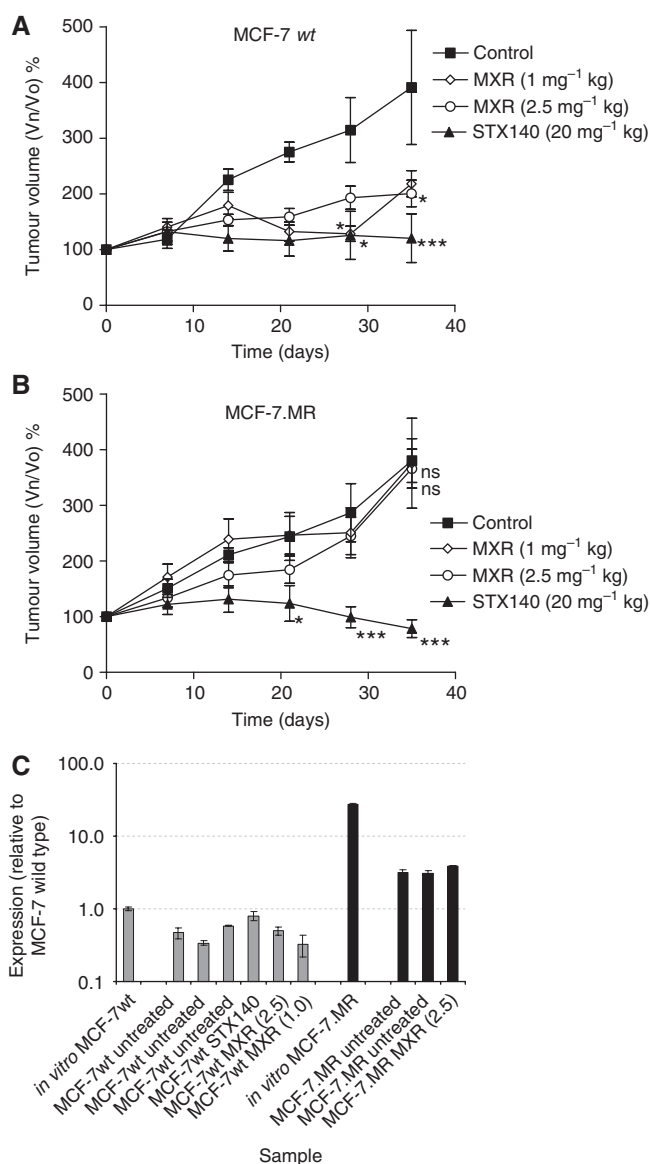 A
MCF-7 wt
500
400
300
200
100
0
Tumour volume (Vn/Vo) %
0 10 20 30 40
Time (days)
Control
MXR (1 mg⁻¹ kg)
MXR (2.5 mg⁻¹ kg)
STX140 (20 mg⁻¹ kg)
*
*
*
***
B
MCF-7.MR
500
400
300
200
100
0
Tumour volume (Vn/Vo) %
0 10 20 30 40
Time (days)
Control
MXR (1 mg⁻¹ kg)
MXR (2.5 mg⁻¹ kg)
STX140 (20 mg⁻¹ kg)
ns
ns
*
***
***
C
100.0
10.0
1.0
0.1
Expression (relative to
MCF-7 wild type)
in vitro MCF-7wt
MCF-7wt untreated
MCF-7wt untreated
MCF-7wt untreated
MCF-7wt STX140
MCF-7wt MXR (2.5)
MCF-7wt MXR (1.0)
in vitro MCF-7.MR
MCF-7.MR untreated
MCF-7.MR untreated
MCF-7.MR MXR (2.5)
Sample